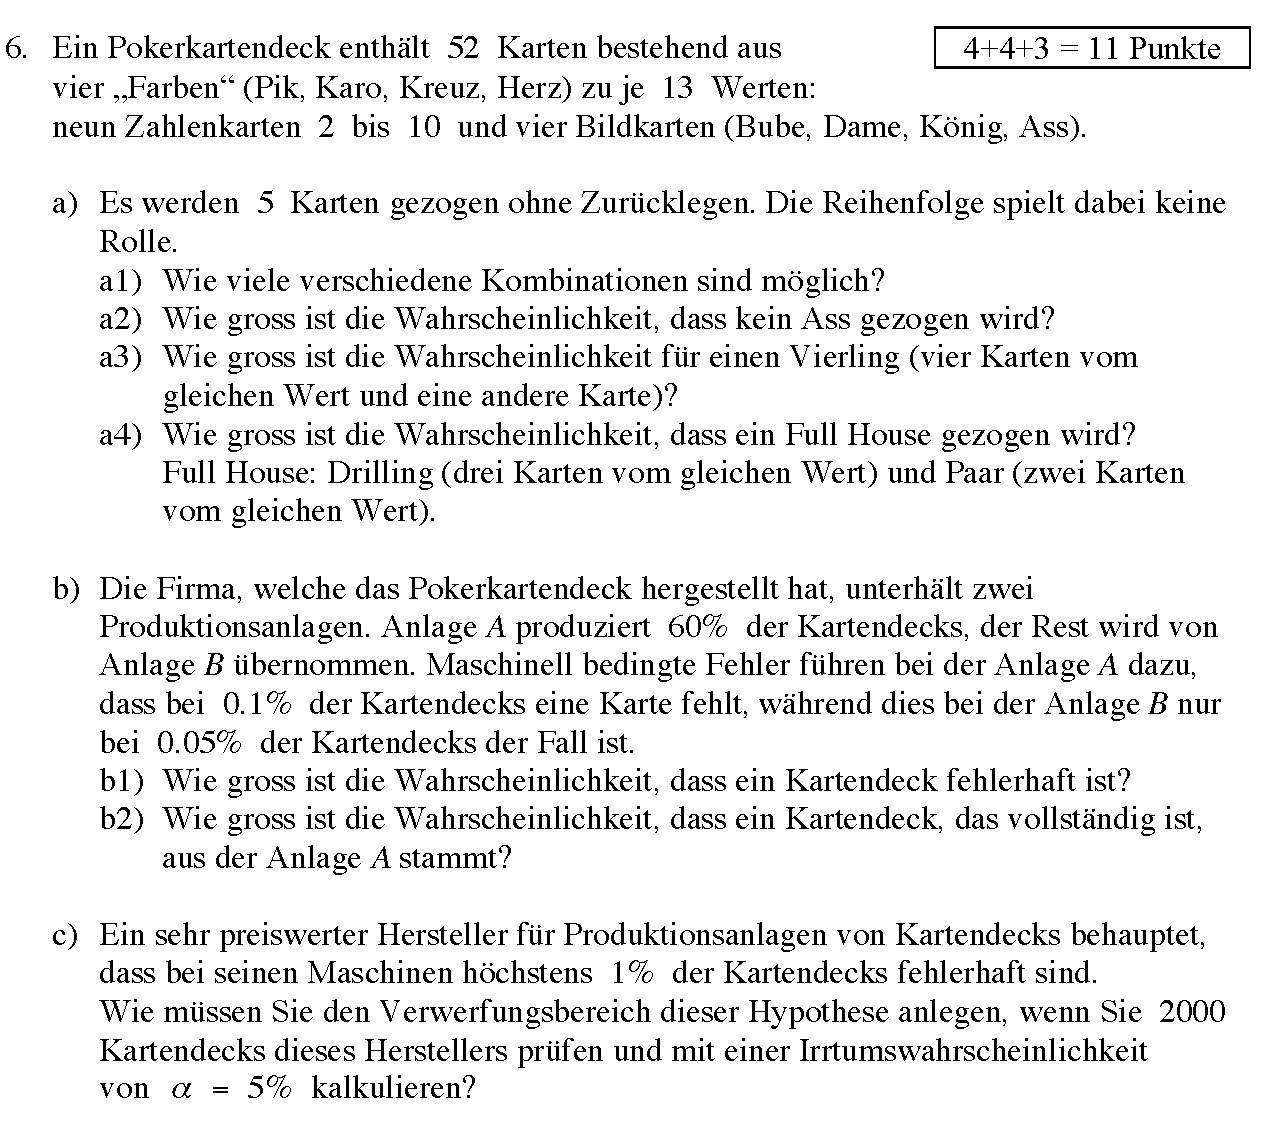 6. Ein Pokerkartendeck enthält 52 Karten bestehend aus
4+4+3 = 11 Punkte
vier „Farben“ (Pik, Karo, Kreuz, Herz) zu je 13 Werten:
neun Zahlenkarten 2 bis 10 und vier Bildkarten (Bube, Dame, König, Ass).
a) Es werden 5 Karten gezogen ohne Zurücklegen. Die Reihenfolge spielt dabei keine
Rolle.
a1) Wie viele verschiedene Kombinationen sind möglich?
a2) Wie gross ist die Wahrscheinlichkeit, dass kein Ass gezogen wird?
a3) Wie gross ist die Wahrscheinlichkeit für einen Vierling (vier Karten vom
gleichen Wert und eine andere Karte)?
a4) Wie gross ist die Wahrscheinlichkeit, dass ein Full House gezogen wird?
Full House: Drilling (drei Karten vom gleichen Wert) und Paar (zwei Karten
vom gleichen Wert).
b) Die Firma, welche das Pokerkartendeck hergestellt hat, unterhält zwei
Produktionsanlagen. Anlage A produziert 60% der Kartendecks, der Rest wird von
Anlage B übernommen. Maschinell bedingte Fehler führen bei der Anlage A dazu,
dass bei 0.1% der Kartendecks eine Karte fehlt, während dies bei der Anlage B nur
bei 0.05% der Kartendecks der Fall ist.
b1) Wie gross ist die Wahrscheinlichkeit, dass ein Kartendeck fehlerhaft ist?
b2) Wie gross ist die Wahrscheinlichkeit, dass ein Kartendeck, das vollständig ist,
aus der Anlage A stammt?
c) Ein sehr preiswerter Hersteller für Produktionsanlagen von Kartendecks behauptet,
dass bei seinen Maschinen höchstens 1% der Kartendecks fehlerhaft sind.
Wie müssen Sie den Verwerfungsbereich dieser Hypothese anlegen, wenn Sie 2000
Kartendecks dieses Herstellers prüfen und mit einer Irrtumswahrscheinlichkeit
von α = 5% kalkulieren?